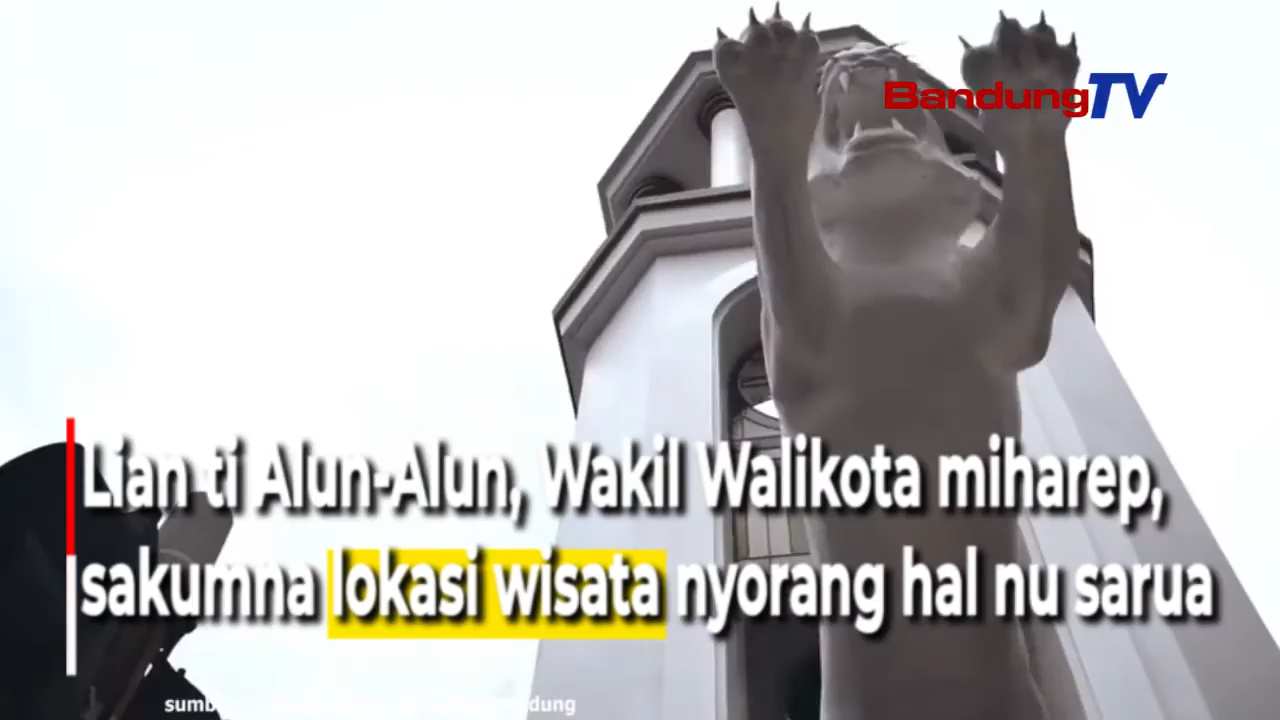 BandungTV
Lian ti Alun-Alun, Wakil Walikota miharep,
sakumna lokasi wisata nyorang hal nu sarua